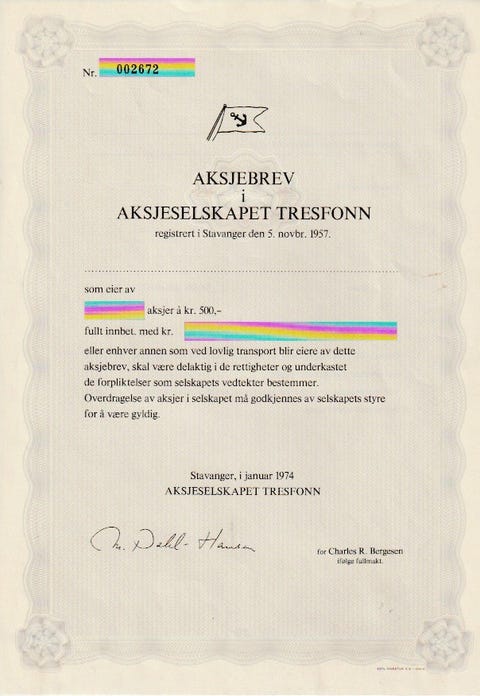 Nr. 002672
AKSJEBREV
i
AKSJESELSKAPET TRESFONN
registrert i Stavanger den 5. novbr. 1957.
som eier av
aksjer à kr. 500,–
fullt innbet. med kr.
eller enhver annen som ved lovlig transport blir eiere av dette
aksjebrev, skal være delaktig i de rettigheter og underkastet
de forpliktelser som selskapets vedtekter bestemmer.
Overdragelse av aksjer i selskapet må godkjennes av selskapets styre
for å være gyldig.
Stavanger, i januar 1974
AKSJESELSKAPET TRESFONN
for Charles R. Bergesen
ifølge fullmakt.